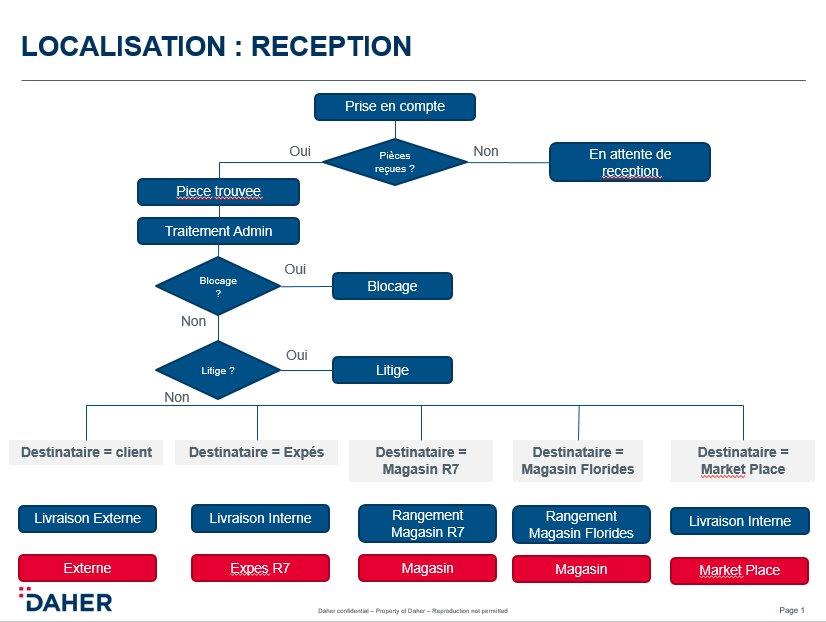 LOCALISATION : RECEPTION
Prise en compte
Oui
Pièces
reçues ?
Non
En attente de
reception
Piece trouvee
Traitement Admin
Blocage
?
Oui
Blocage
Non
Litige ?
Oui
Litige
Non
Destinataire = client
Destinataire = Expés
Destinataire =
Magasin R7
Destinataire =
Magasin Florides
Destinataire =
Market Place
Livraison Externe
Livraison Interne
Rangement
Magasin R7
Rangement
Magasin Florides
Livraison Interne
Externe
Expes R7
Magasin
Magasin
Market Place
DAHER
Daher confidential – Property of Daher – Reproduction not permitted
Page 1